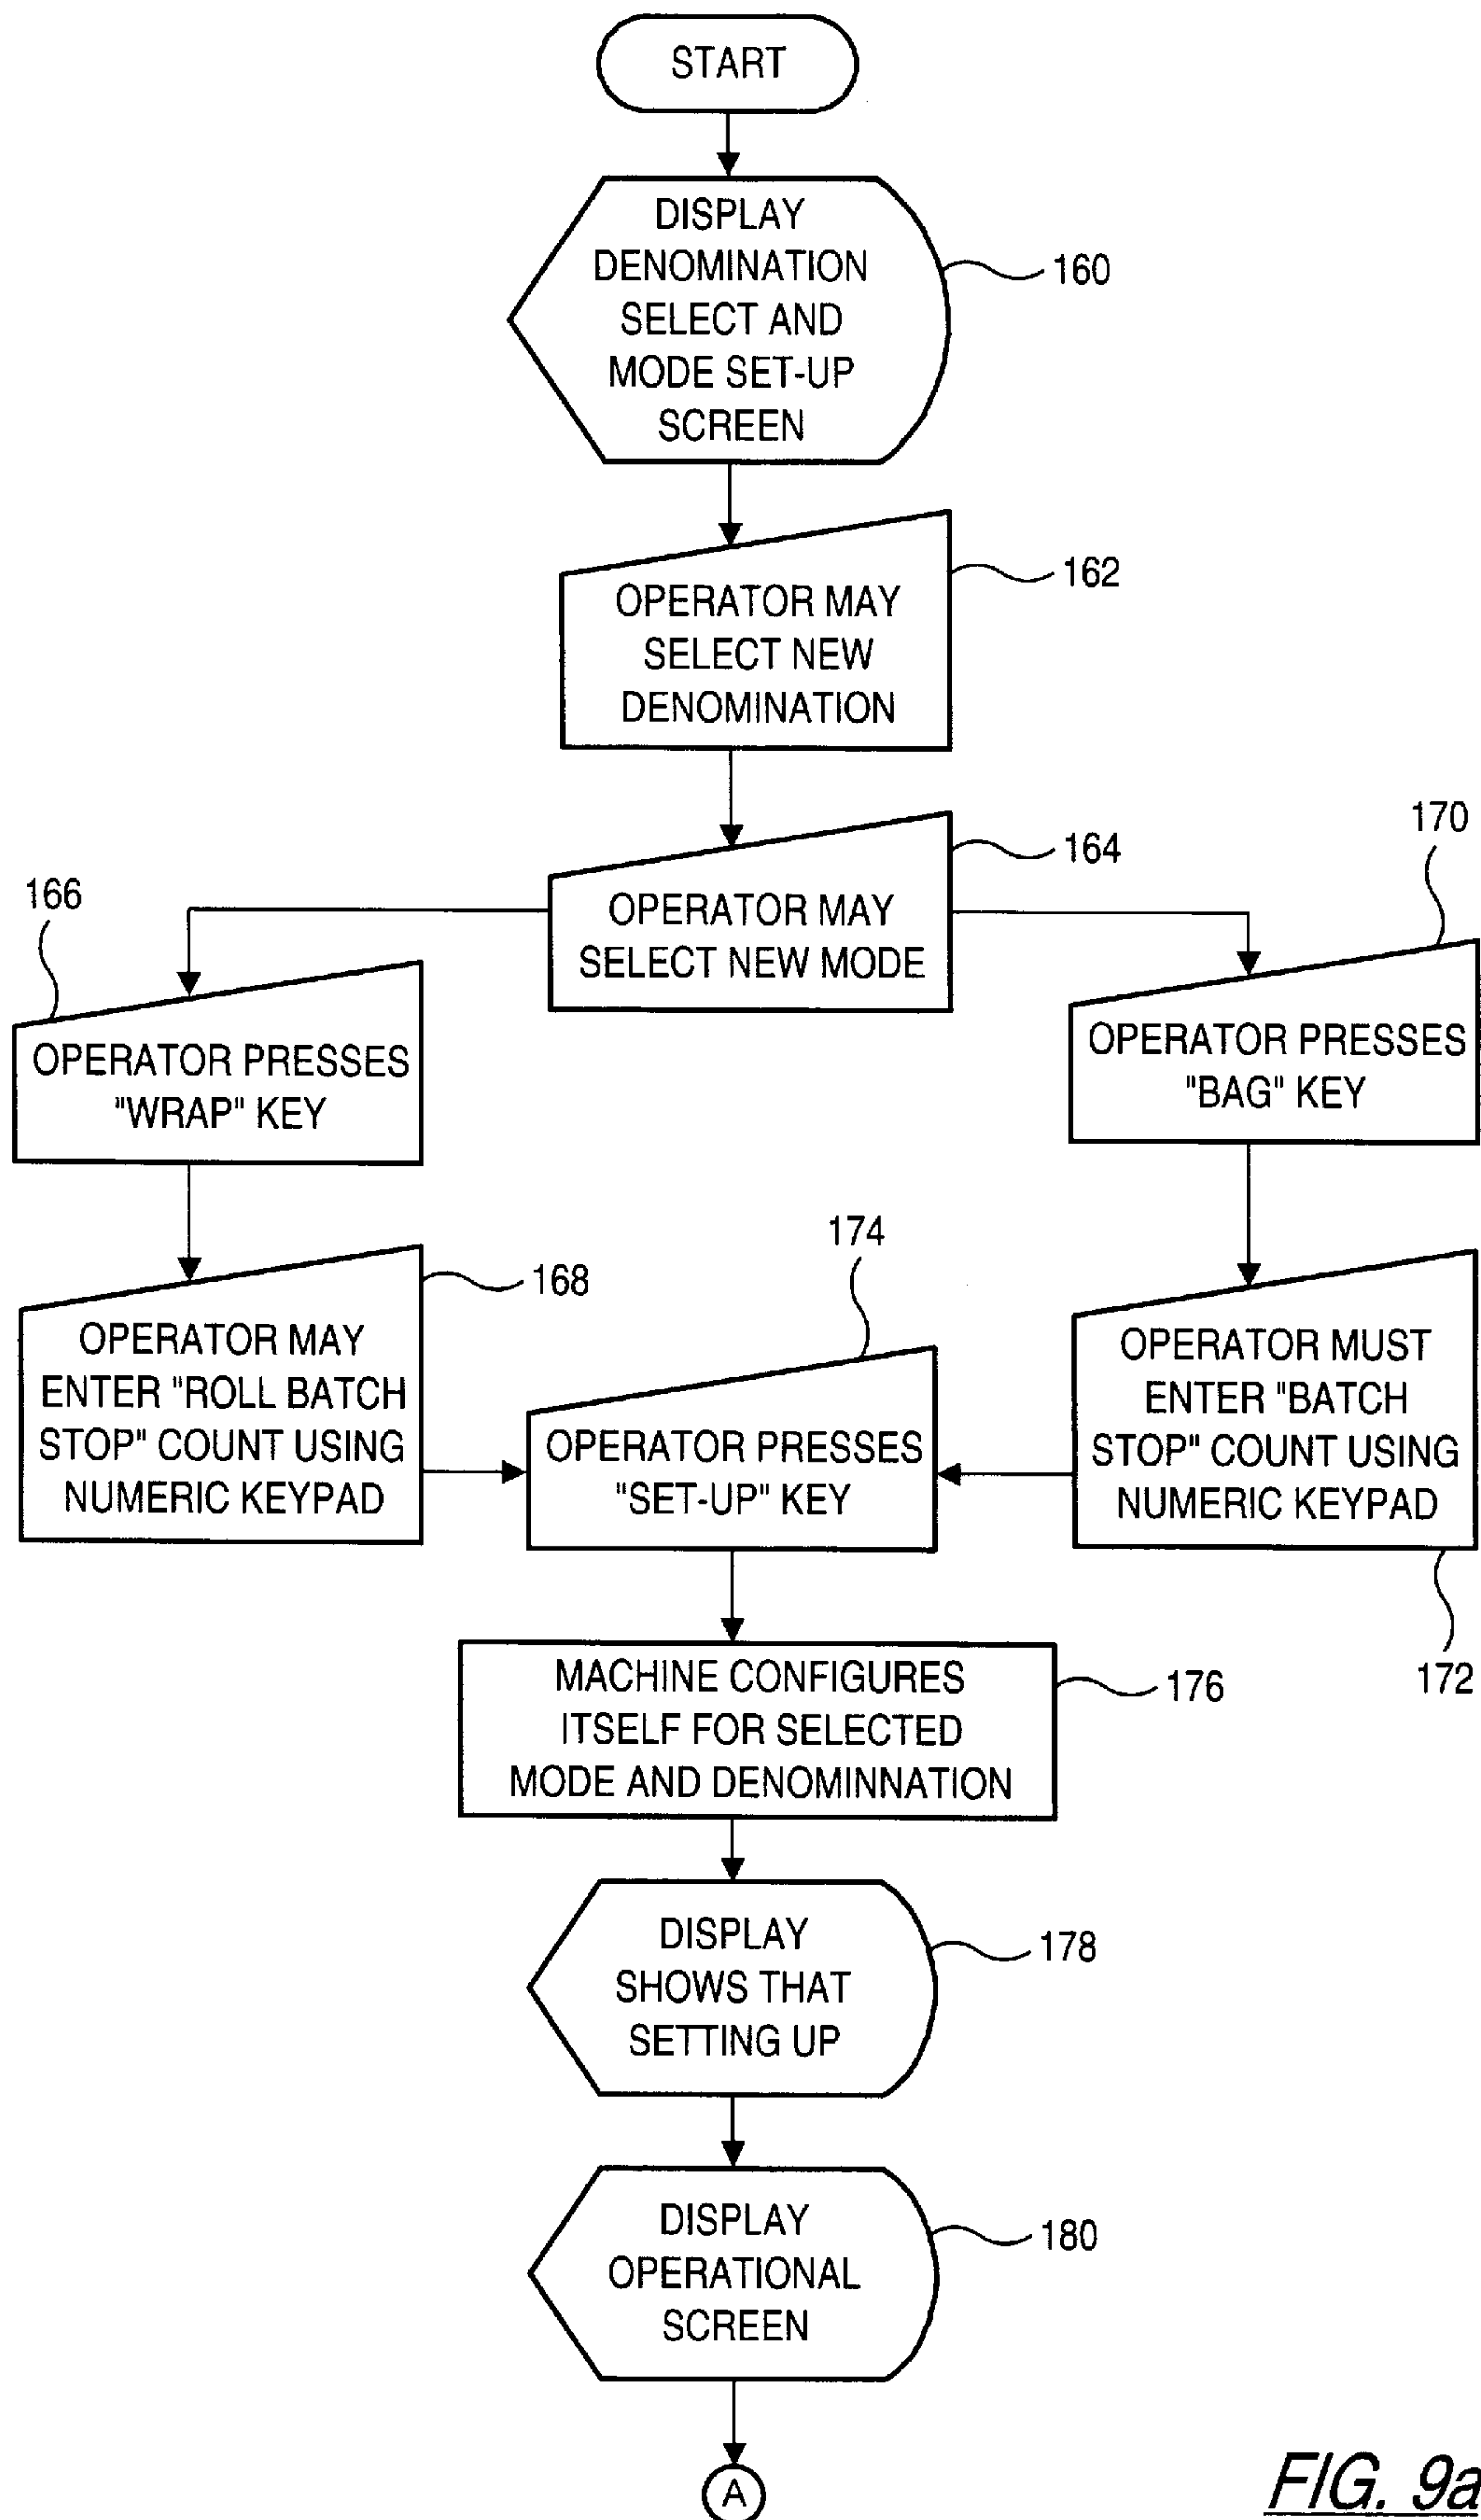 START
DISPLAY
DENOMINATION
SELECT AND
MODE SET-UP
SCREEN
160
OPERATOR MAY
SELECT NEW
DENOMINATION
162
OPERATOR MAY
SELECT NEW MODE
164
166
OPERATOR PRESSES
"WRAP" KEY
170
OPERATOR PRESSES
"BAG" KEY
168
OPERATOR MAY
ENTER "ROLL BATCH
STOP" COUNT USING
NUMERIC KEYPAD
174
OPERATOR PRESSES
"SET-UP" KEY
OPERATOR MUST
ENTER "BATCH
STOP" COUNT USING
NUMERIC KEYPAD
172
MACHINE CONFIGURES
ITSELF FOR SELECTED
MODE AND DENOMINNATION
176
DISPLAY
SHOWS THAT
SETTING UP
178
DISPLAY
OPERATIONAL
SCREEN
180
A
FIG. 9a